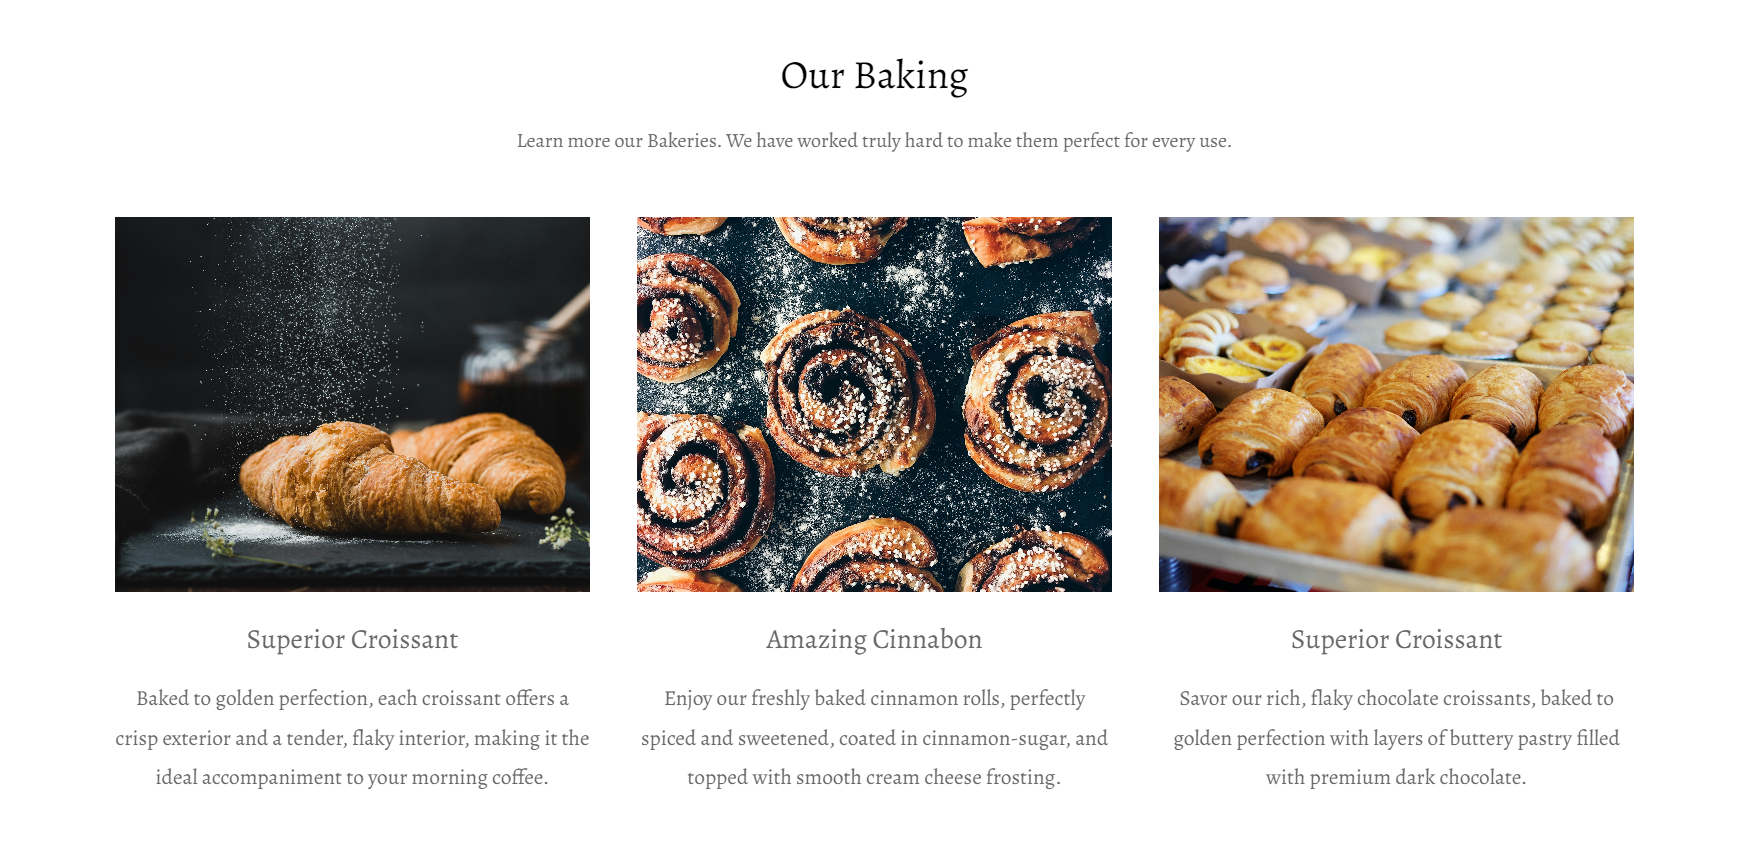 Our Baking
Learn more our Bakeries. We have worked truly hard to make them perfect for every use.
Superior Croissant
Baked to golden perfection, each croissant offers a
crisp exterior and a tender, flaky interior, making it the
ideal accompaniment to your morning coffee.
Amazing Cinnabon
Enjoy our freshly baked cinnamon rolls, perfectly
spiced and sweetened, coated in cinnamon-sugar, and
topped with smooth cream cheese frosting.
Superior Croissant
Savor our rich, flaky chocolate croissants, baked to
golden perfection with layers of buttery pastry filled
with premium dark chocolate.